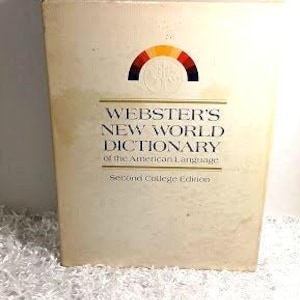 WEBSTER'S
NEW WORLD
DICTIONARY
of the American Language
Second College Edition